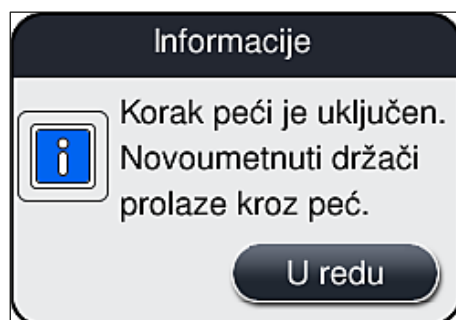 Informacije
Korak peći je uključen.
Novoumetnuti držači
prolaze kroz peć.
U redu